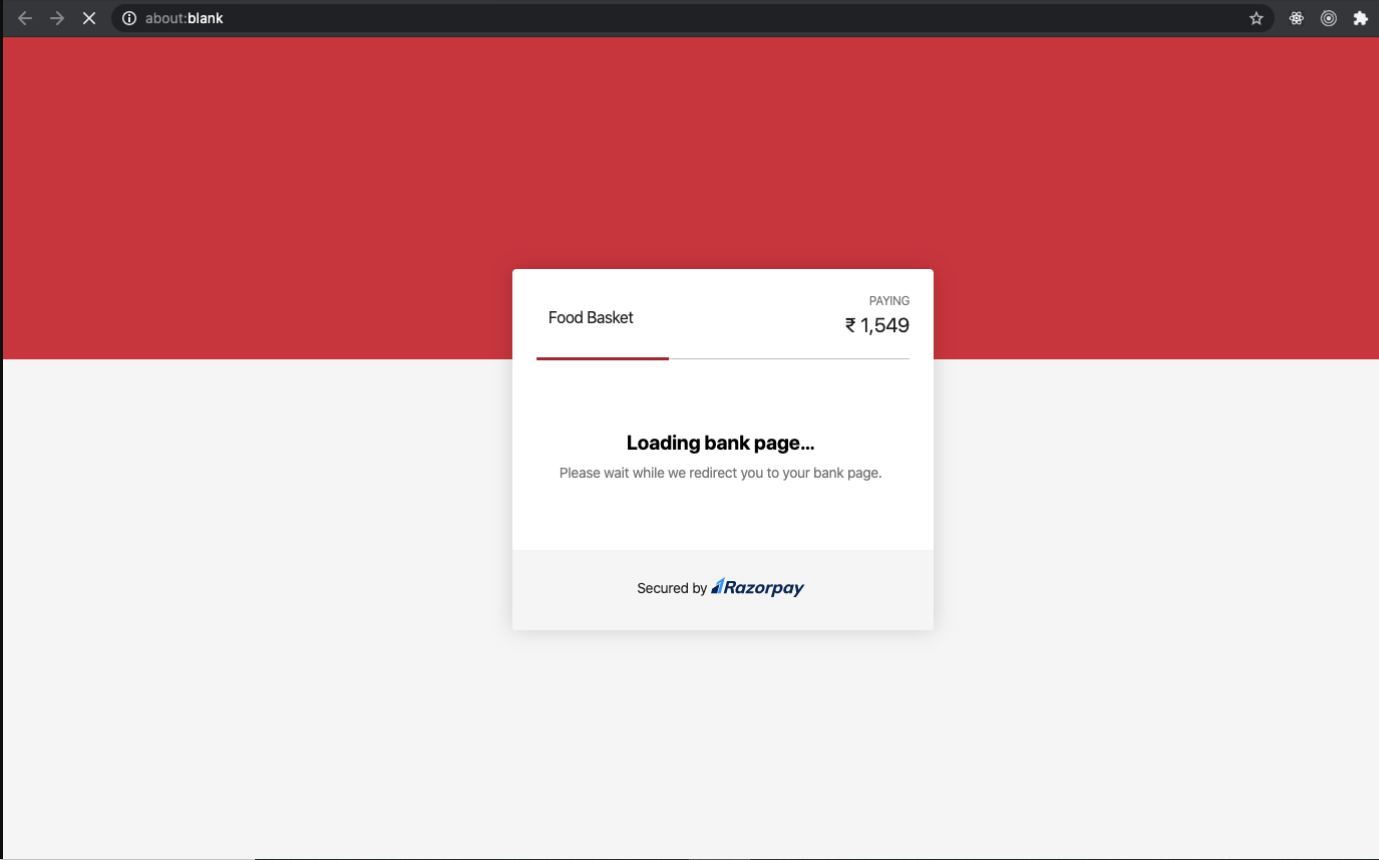 about:blank
Food Basket
PAYING
₹ 1,549
Loading bank page...
Please wait while we redirect you to your bank page.
Secured by Razorpay